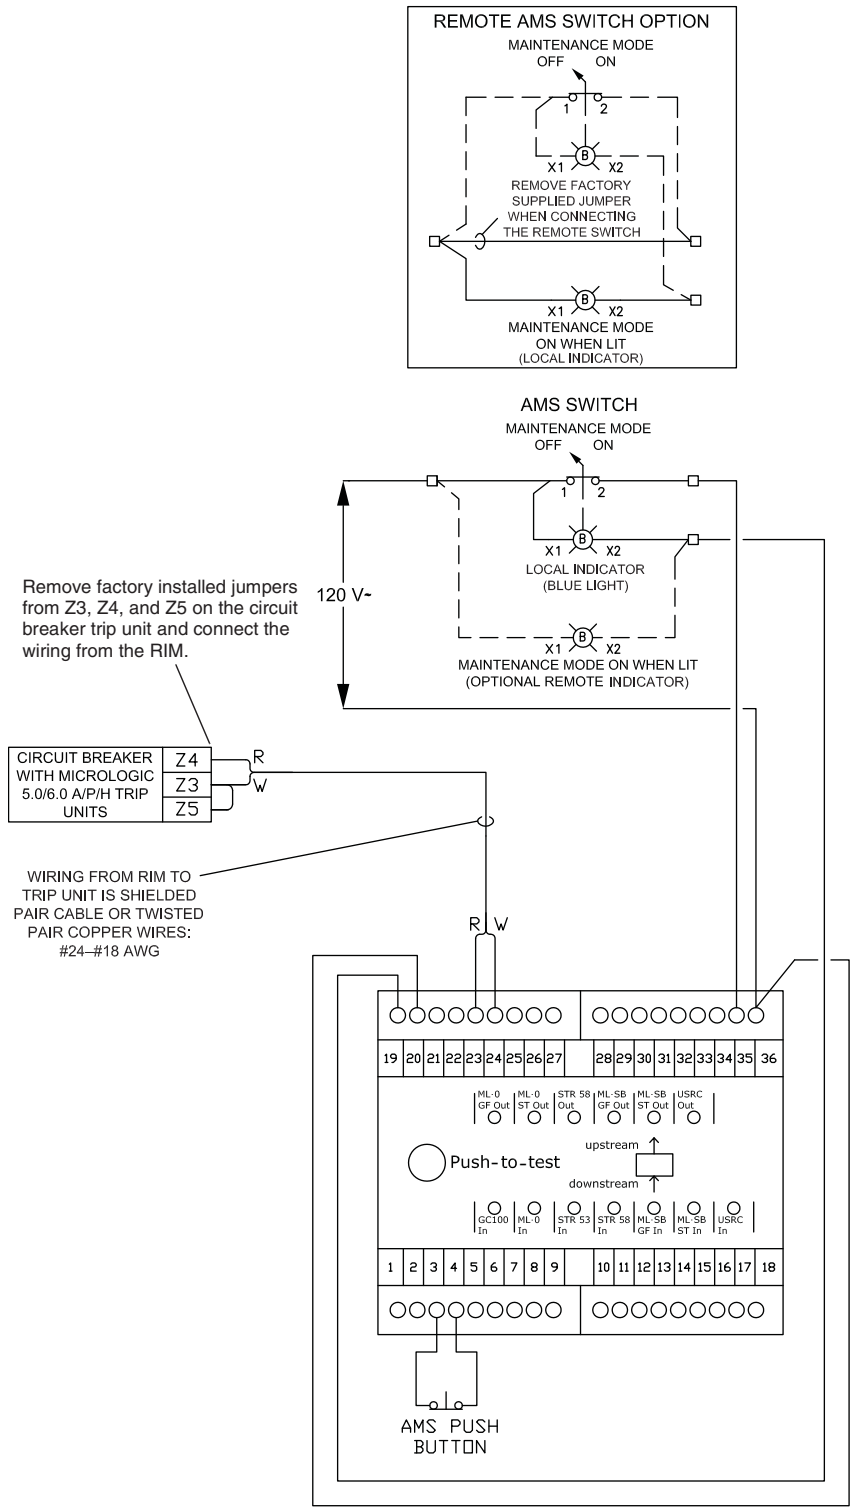 REMOTE AMS SWITCH OPTION
MAINTENANCE MODE
OFF ON
1 2
B
X1 X2
REMOVE FACTORY
SUPPLIED JUMPER
WHEN CONNECTING
THE REMOTE SWITCH
B
X1 X2
MAINTENANCE MODE
ON WHEN LIT
(LOCAL INDICATOR)
AMS SWITCH
MAINTENANCE MODE
OFF ON
1 2
B
X1 X2
LOCAL INDICATOR
(BLUE LIGHT)
120 V~
B
X1 X2
MAINTENANCE MODE ON WHEN LIT
(OPTIONAL REMOTE INDICATOR)
Remove factory installed jumpers
from Z3, Z4, and Z5 on the circuit
breaker trip unit and connect the
wiring from the RIM.
CIRCUIT BREAKER
WITH MICROLOGIC
5.0/6.0 A/P/H TRIP
UNITS
Z4
Z3
Z5
R
W
WIRING FROM RIM TO
TRIP UNIT IS SHIELDED
PAIR CABLE OR TWISTED
PAIR COPPER WIRES:
#24–#18 AWG
R W
19 20 21 22 23 24 25 26 27 28 29 30 31 32 33 34 35 36
ML-0 ML-0 STR 58 ML-SB ML-SB USRC
GF Out ST Out Out GF Out ST Out Out
upstream
Push-to-test
downstream
GC100 ML-0 STR 53 STR 58 ML-SB ML-SB USRC
In In In In GF In ST In In
1 2 3 4 5 6 7 8 9 10 11 12 13 14 15 16 17 18
AMS PUSH
BUTTON